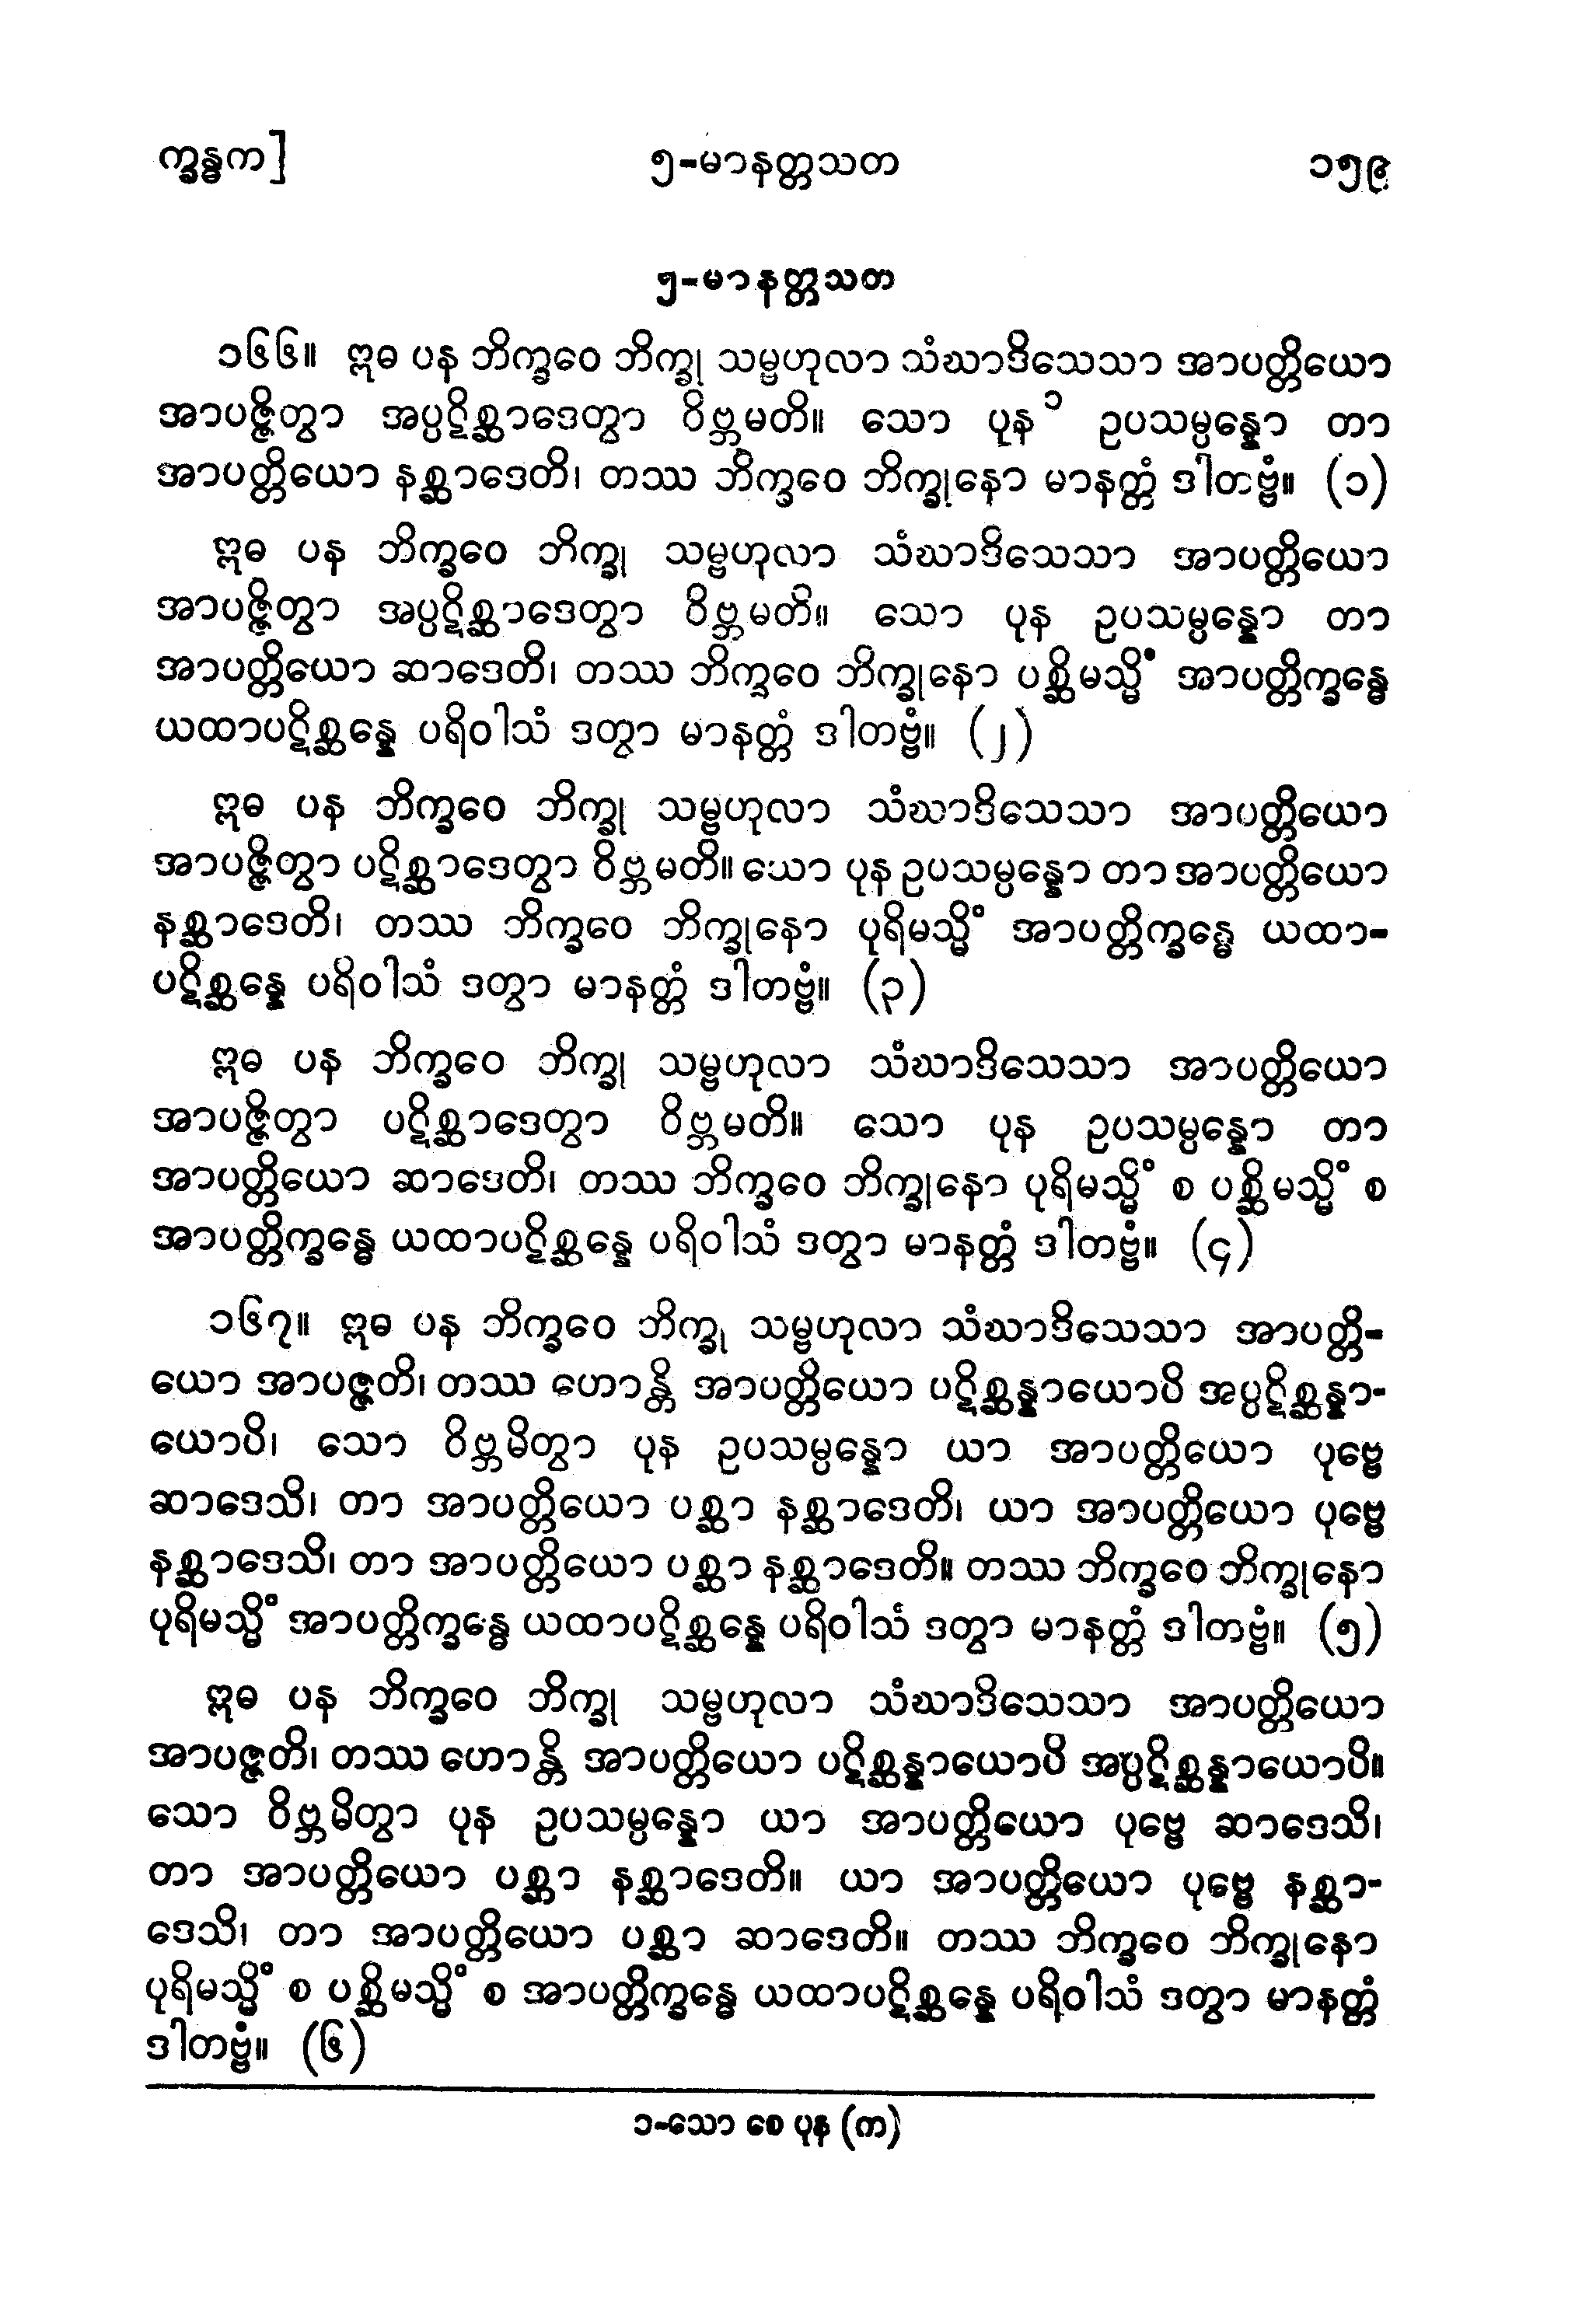 က္ခန္ဓက]
၅-မာနတ္တသတ
၁၅၉
၅-မာနတ္တသတ
၁၆၆။ ဣဓ ပန ဘိက္ခဝေ ဘိက္ခု သမ္ဗဟုလာ သံဃာဒိသေသာ အာပတ္တိယော
အာပဇ္ဇိတွာ အပ္ပဋိစ္ဆာဒေတွာ ဝိဗ္ဘမတိ။ သော ပုန ၁ ဥပသမ္ပန္နော တာ
အာပတ္တိယော နစ္ဆာဒေတိ၊ တဿ ဘိက္ခဝေ ဘိက္ခုနော မာနတ္တံ ဒါတဗ္ဗံ။ (၁)
ဣဓ ပန ဘိက္ခဝေ ဘိက္ခု သမ္ဗဟုလာ သံဃာဒိသေသာ အာပတ္တိယော
အာပဇ္ဇိတွာ အပ္ပဋိစ္ဆာဒေတွာ ဝိဗ္ဘမတိ။ သော ပုန ဥပသမ္ပန္နော တာ
အာပတ္တိယော ဆာဒေတိ၊ တဿ ဘိက္ခဝေ ဘိက္ခုနော ပစ္ဆိမသ္မိံ အာပတ္တိက္ခန္ဓေ
ယထာပဋိစ္ဆန္နေ ပရိဝါသံ ဒတွာ မာနတ္တံ ဒါတဗ္ဗံ။ (၂)
ဣဓ ပန ဘိက္ခဝေ ဘိက္ခု သမ္ဗဟုလာ သံဃာဒိသေသာ အာပတ္တိယော
အာပဇ္ဇိတွာ ပဋိစ္ဆာဒေတွာ ဝိဗ္ဘမတိ။ သော ပုန ဥပသမ္ပန္နော တာ အာပတ္တိယော
နစ္ဆာဒေတိ၊ တဿ ဘိက္ခဝေ ဘိက္ခုနော ပုရိမသ္မိံ အာပတ္တိက္ခန္ဓေ ယထာ-
ပဋိစ္ဆန္နေ ပရိဝါသံ ဒတွာ မာနတ္တံ ဒါတဗ္ဗံ။ (၃)
ဣဓ ပန ဘိက္ခဝေ ဘိက္ခု သမ္ဗဟုလာ သံဃာဒိသေသာ အာပတ္တိယော
အာပဇ္ဇိတွာ ပဋိစ္ဆာဒေတွာ ဝိဗ္ဘမတိ။ သော ပုန ဥပသမ္ပန္နော တာ
အာပတ္တိယော ဆာဒေတိ၊ တဿ ဘိက္ခဝေ ဘိက္ခုနော ပုရိမသ္မိံ စ ပစ္ဆိမသ္မိံ စ
အာပတ္တိက္ခန္ဓေ ယထာပဋိစ္ဆန္နေ ပရိဝါသံ ဒတွာ မာနတ္တံ ဒါတဗ္ဗံ။ (၄)
၁၆၇။ ဣဓ ပန ဘိက္ခဝေ ဘိက္ခု သမ္ဗဟုလာ သံဃာဒိသေသာ အာပတ္တိ-
ယော အာပဇ္ဇတိ၊ တဿ ဟောန္တိ အာပတ္တိယော ပဋိစ္ဆန္နာယောပိ အပ္ပဋိစ္ဆန္နာ-
ယောပိ၊ သော ဝိဗ္ဘမိတွာ ပုန ဥပသမ္ပန္နော ယာ အာပတ္တိယော ပုဗ္ဗေ
ဆာဒေသိ၊ တာ အာပတ္တိယော ပစ္ဆာ နစ္ဆာဒေတိ၊ ယာ အာပတ္တိယော ပုဗ္ဗေ
နစ္ဆာဒေသိ၊ တာ အာပတ္တိယော ပစ္ဆာ နစ္ဆာဒေတိ။ တဿ ဘိက္ခဝေ ဘိက္ခုနော
ပုရိမသ္မိံ အာပတ္တိက္ခန္ဓေ ယထာပဋိစ္ဆန္နေ ပရိဝါသံ ဒတွာ မာနတ္တံ ဒါတဗ္ဗံ။ (၅)
ဣဓ ပန ဘိက္ခဝေ ဘိက္ခု သမ္ဗဟုလာ သံဃာဒိသေသာ အာပတ္တိယော
အာပဇ္ဇတိ၊ တဿ ဟောန္တိ အာပတ္တိယော ပဋိစ္ဆန္နာယောပိ အပ္ပဋိစ္ဆန္နာယောပိ။
သော ဝိဗ္ဘမိတွာ ပုန ဥပသမ္ပန္နော ယာ အာပတ္တိယော ပုဗ္ဗေ ဆာဒေသိ၊
တာ အာပတ္တိယော ပစ္ဆာ နစ္ဆာဒေတိ။ ယာ အာပတ္တိယော ပုဗ္ဗေ နစ္ဆာ-
ဒေသိ၊ တာ အာပတ္တိယော ပစ္ဆာ ဆာဒေတိ။ တဿ ဘိက္ခဝေ ဘိက္ခုနော
ပုရိမသ္မိံ စ ပစ္ဆိမသ္မိံ စ အာပတ္တိက္ခန္ဓေ ယထာပဋိစ္ဆန္နေ ပရိဝါသံ ဒတွာ မာနတ္တံ
ဒါတဗ္ဗံ။ (၆)
၁-သော စေ ပုန (က)